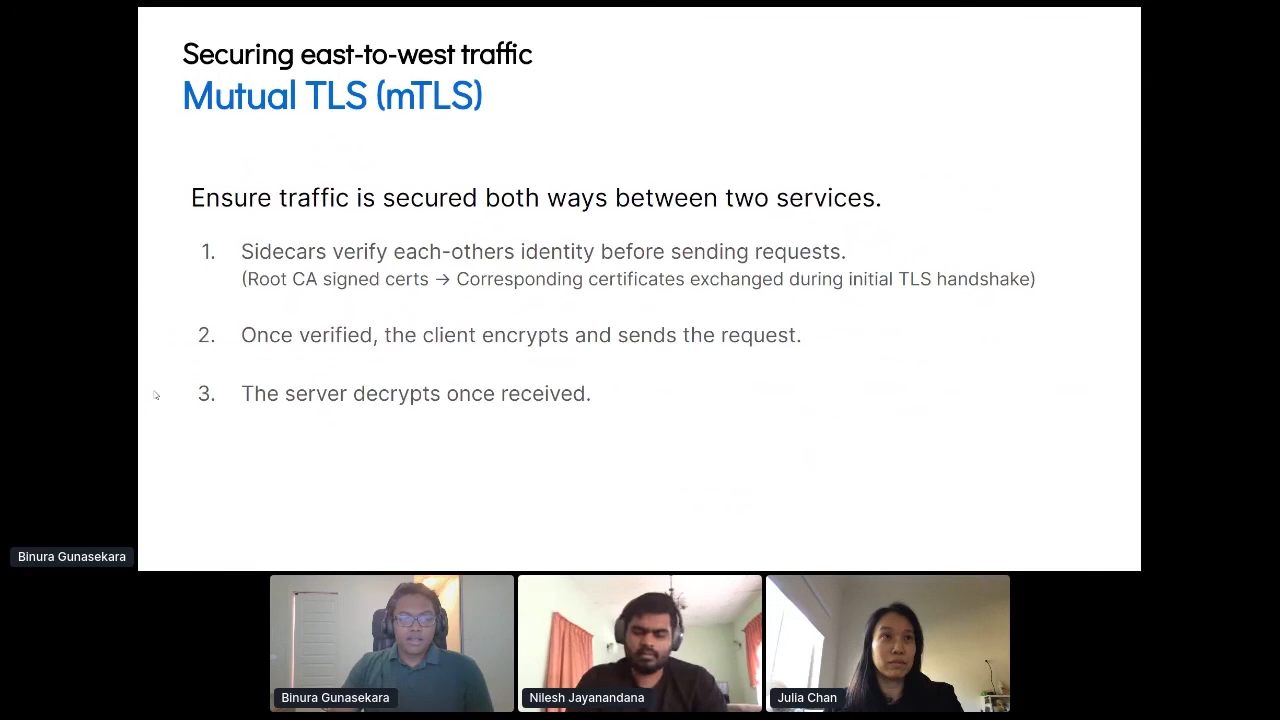 Securing east-to-west traffic
Mutual TLS (mTLS)
Ensure traffic is secured both ways between two services.
1. Sidecars verify each-others identity before sending requests.
(Root CA signed certs → Corresponding certificates exchanged during initial TLS handshake)
2. Once verified, the client encrypts and sends the request.
3. The server decrypts once received.
Binura Gunasekara
Binura Gunasekara
Nilesh Jayanandana
Julia Chan